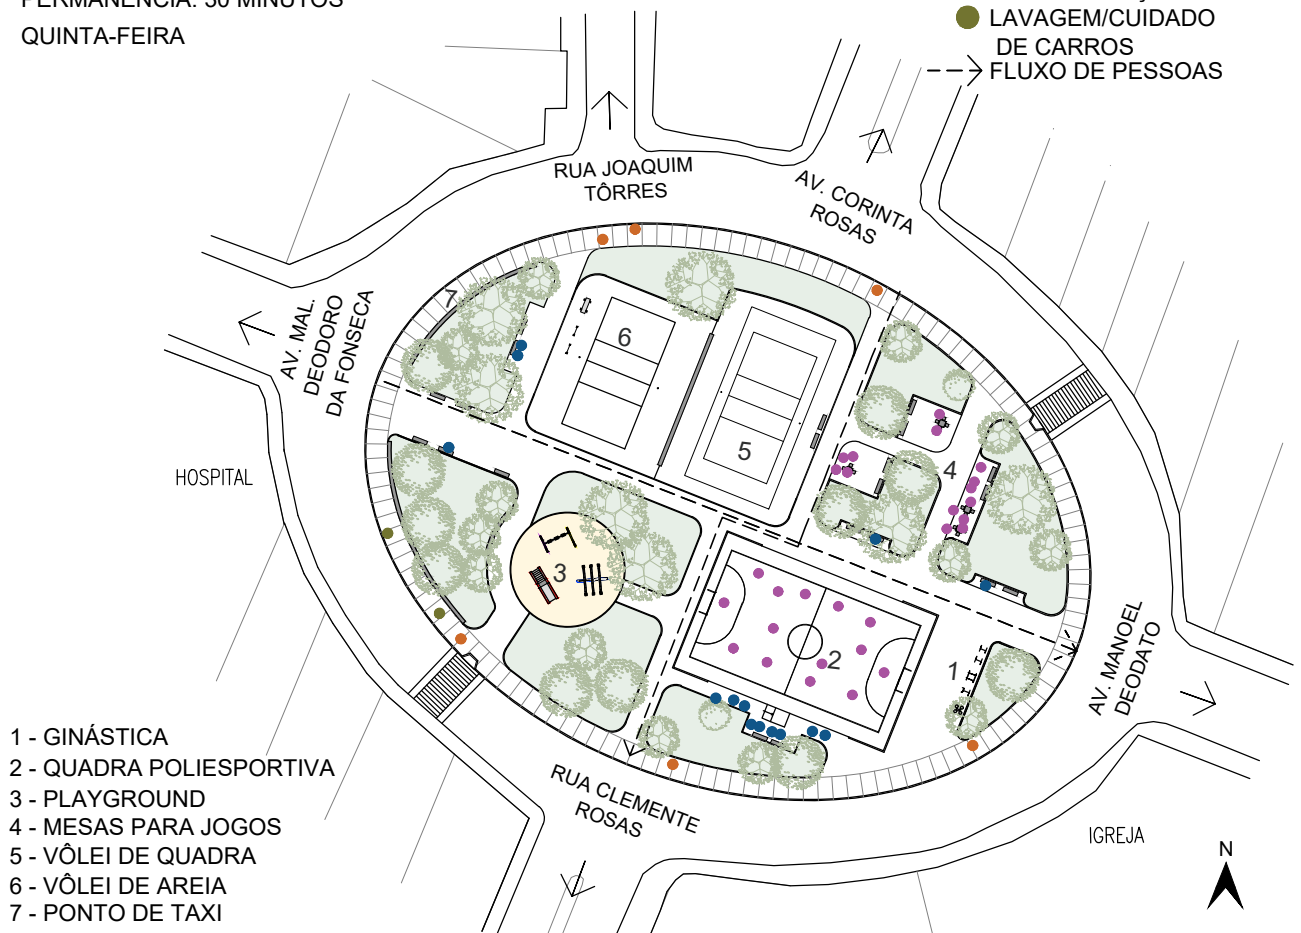 PERMANÊNCIA: 30 MINUTOS
QUINTA-FEIRA
LAVAGEM/CUIDADO
DE CARROS
FLUXO DE PESSOAS
RUA JOAQUIM
TÔRRES
AV. CORINTA
ROSAS
7
AV. MAL.
DEODORO
DA FONSECA
6
5
4
HOSPITAL
3
2
1
AV. MANOEL
DEODATO
RUA CLEMENTE
ROSAS
IGREJA
N
1 - GINÁSTICA
2 - QUADRA POLIESPORTIVA
3 - PLAYGROUND
4 - MESAS PARA JOGOS
5 - VÔLEI DE QUADRA
6 - VÔLEI DE AREIA
7 - PONTO DE TAXI